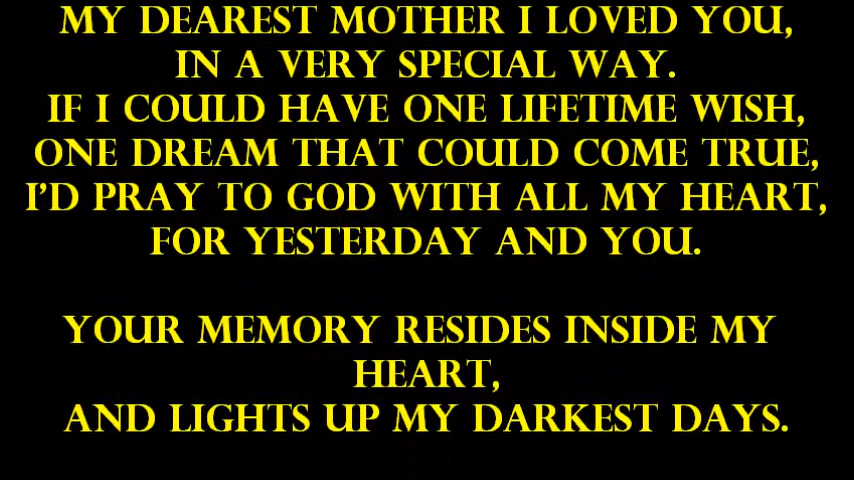 MY DEAREST MOTHER I LOVED YOU,
IN A VERY SPECIAL WAY.
IF I COULD HAVE ONE LIFETIME WISH,
ONE DREAM THAT COULD COME TRUE,
I'D PRAY TO GOD WITH ALL MY HEART,
FOR YESTERDAY AND YOU.
YOUR MEMORY RESIDES INSIDE MY
HEART,
AND LIGHTS UP MY DARKEST DAYS.